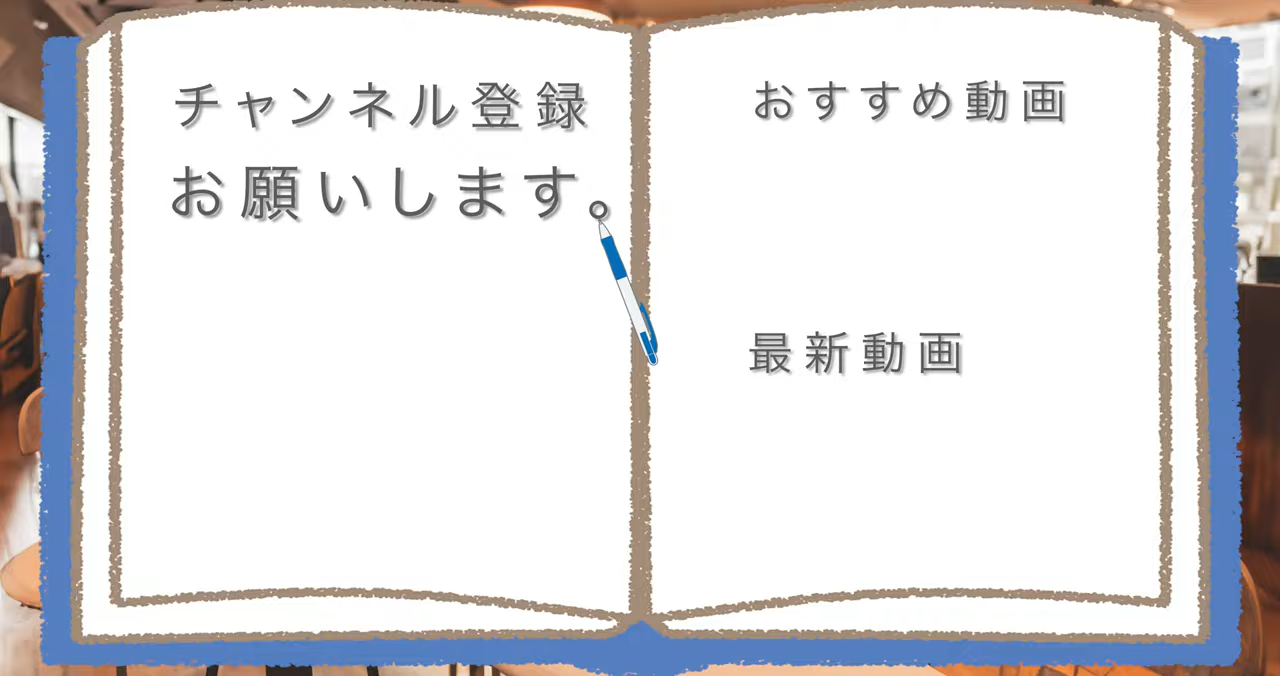 チャンネル登録
お願いします。
おすすめ動画
最新動画